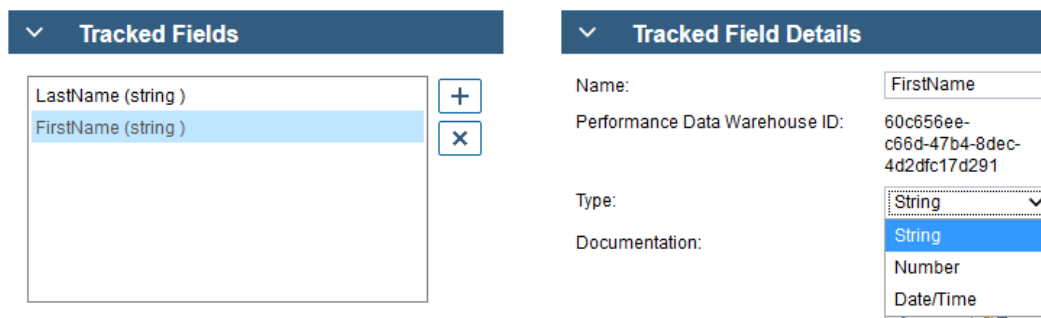 Tracked Fields
LastName (string )
FirstName (string )
Tracked Field Details
Name:
FirstName
Performance Data Warehouse ID:
60c656ee-
c66d-47b4-8dec-
4d2dfc17d291
Type:
String
String
Number
Date/Time
Documentation: